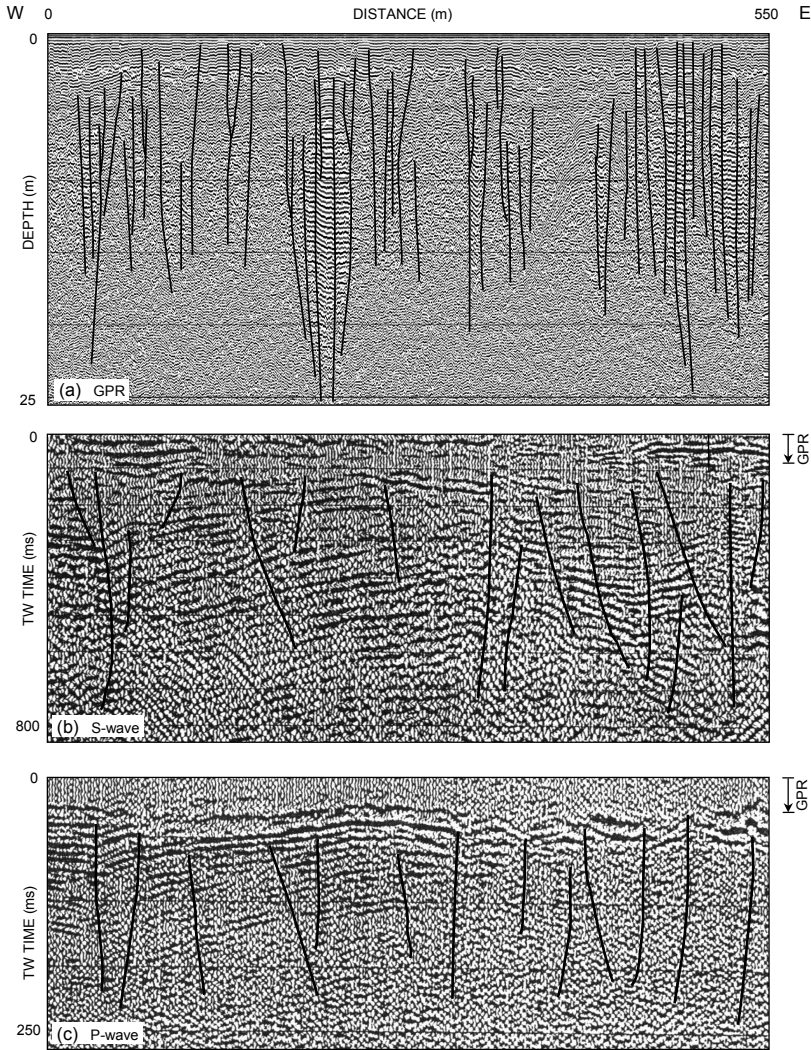 W 0 DISTANCE (m) 550 E
0
DEPTH (m)
25
(a) GPR
0
GPR
TW TIME (ms)
800
(b) S-wave
0
GPR
TW TIME (ms)
250
(c) P-wave